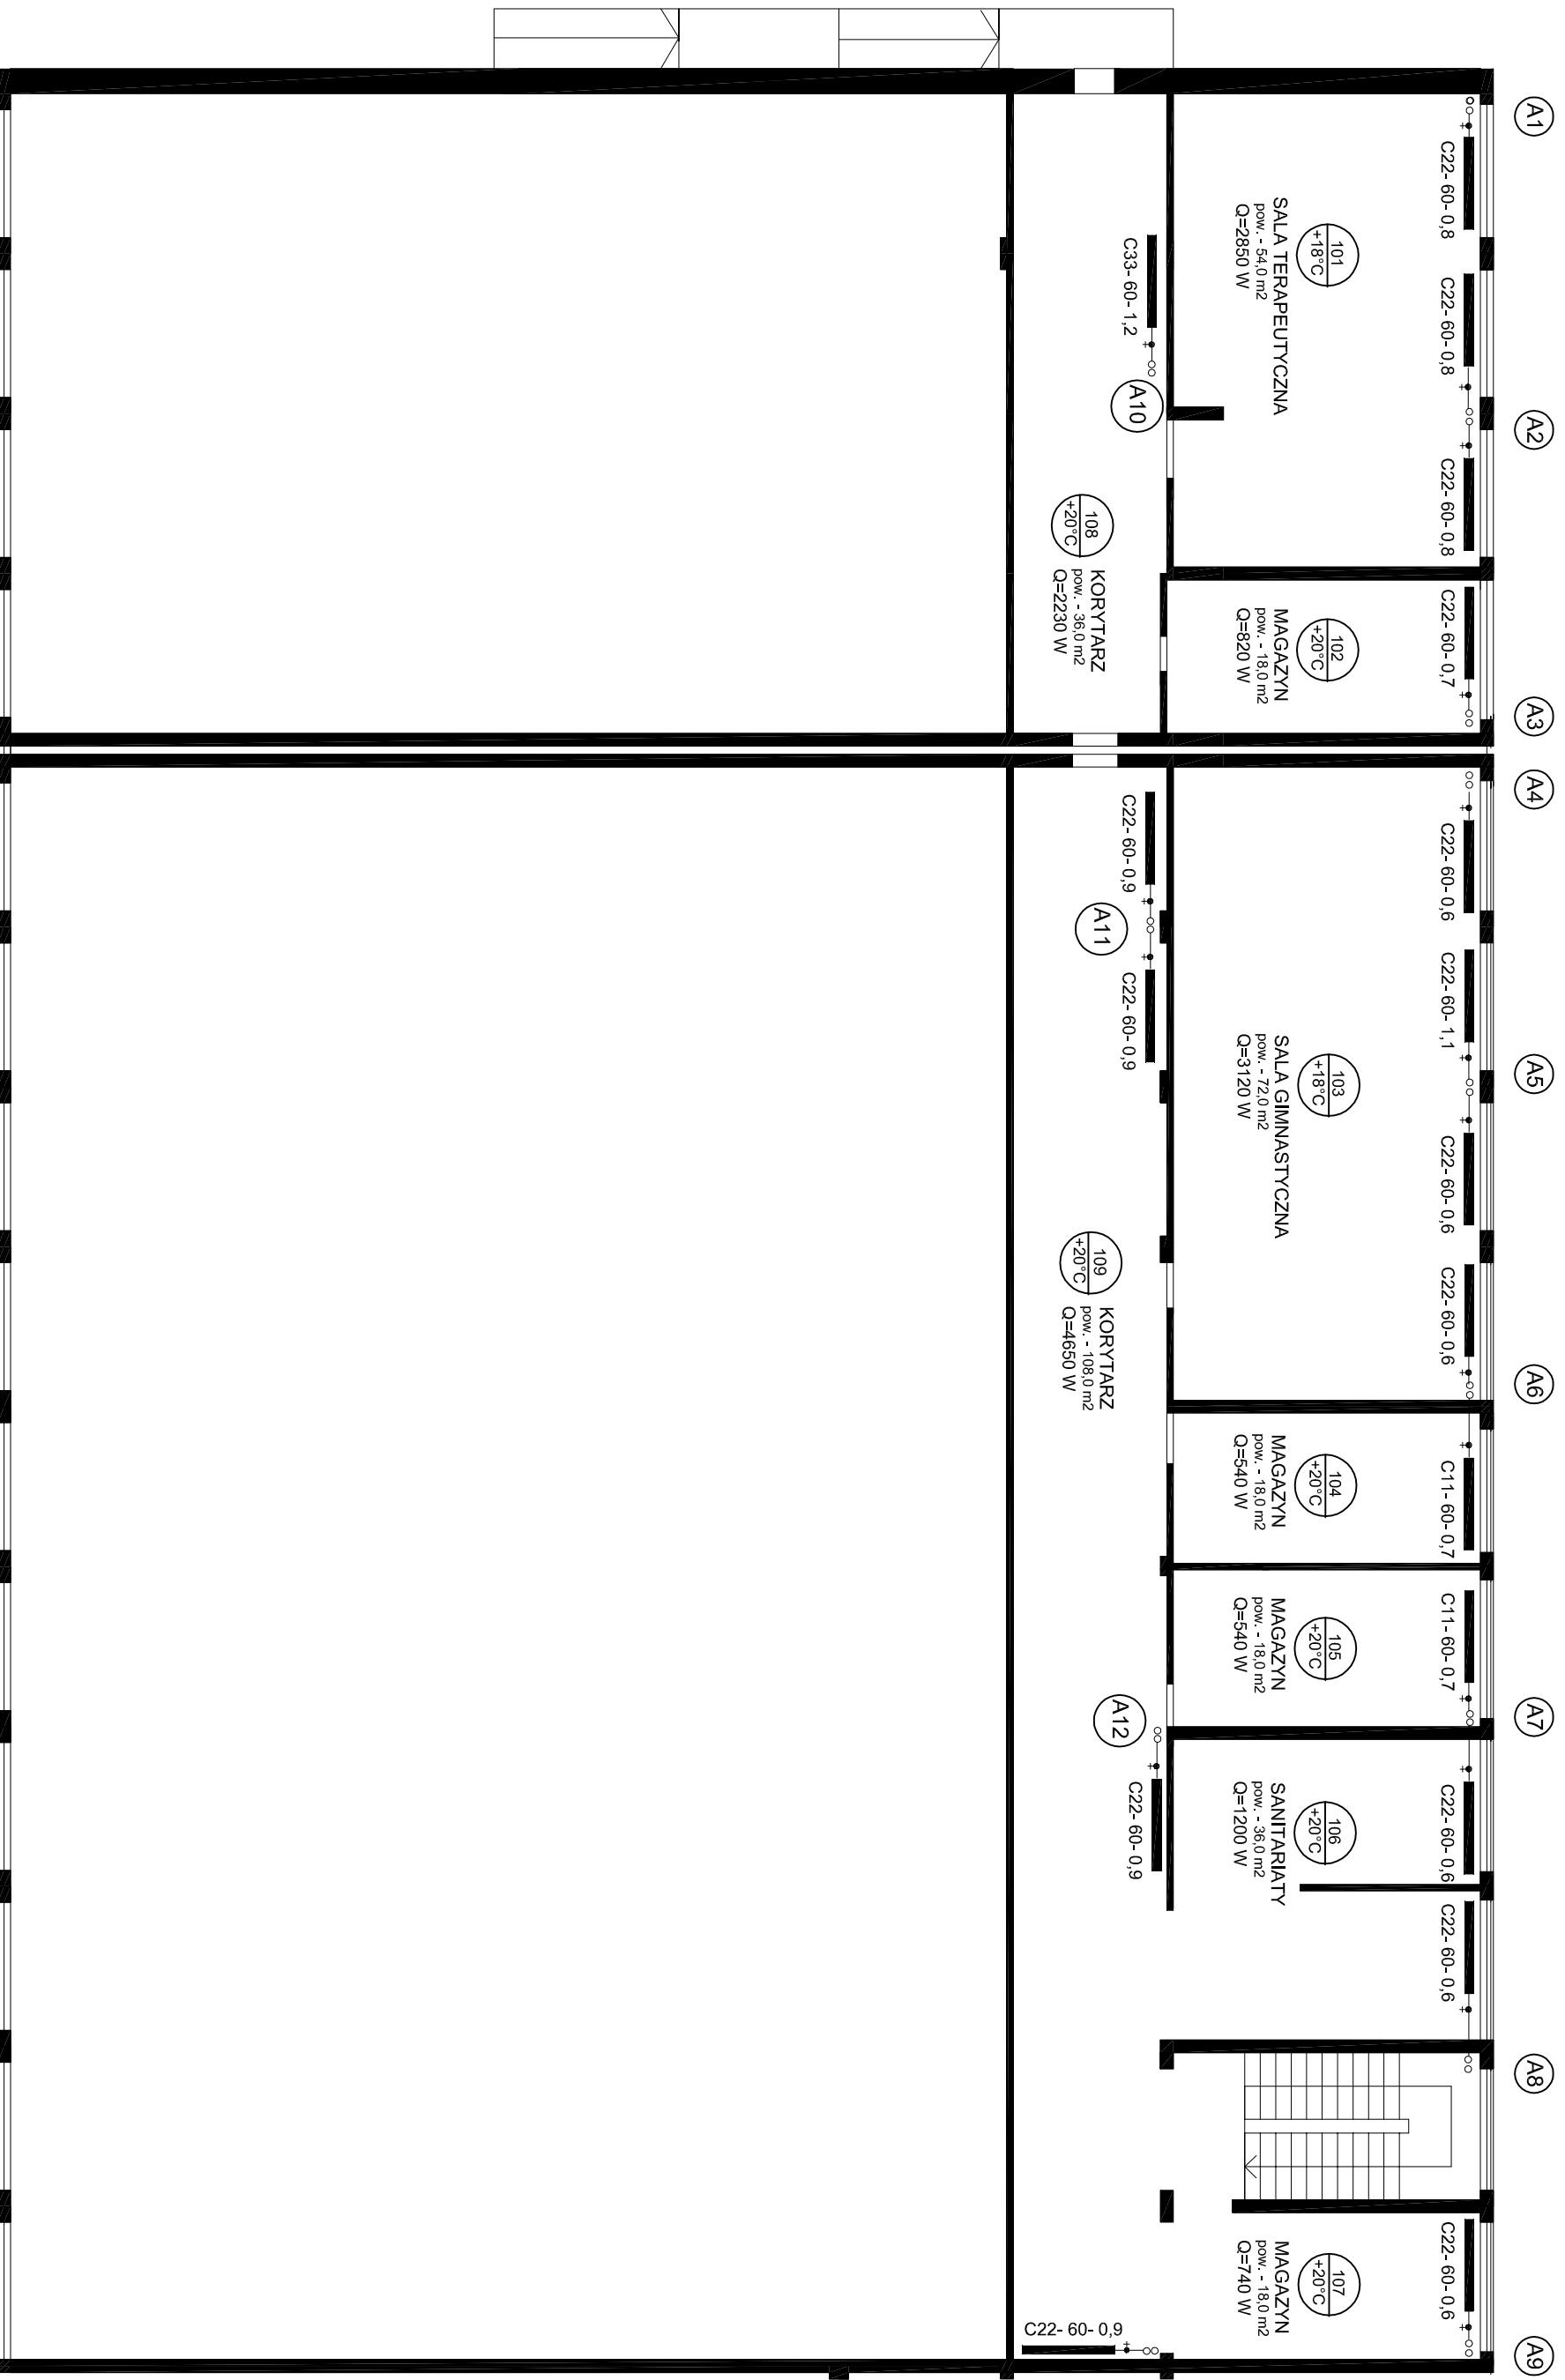 A1
A2
A3
A4
A5
A6
A7
A8
A9
C22- 60- 0,8
C22- 60- 0,8
C22- 60- 0,8
C22- 60- 0,7
C22- 60- 0,6
C22- 60- 1,1
C22- 60- 0,6
C22- 60- 0,6
C11- 60- 0,7
C11- 60- 0,7
C22- 60- 0,6
C22- 60- 0,6
C22- 60- 0,6
101
+18°C
SALA TERAPEUTYCZNA
pow. - 54,0 m2
Q=2850 W
102
+20°C
MAGAZYN
pow. - 18,0 m2
Q=820 W
103
+18°C
SALA GIMNASTYCZNA
pow. - 72,0 m2
Q=3120 W
104
+20°C
MAGAZYN
pow. - 18,0 m2
Q=540 W
105
+20°C
MAGAZYN
pow. - 18,0 m2
Q=540 W
106
+20°C
SANITARIATY
pow. - 36,0 m2
Q=1200 W
107
+20°C
MAGAZYN
pow. - 18,0 m2
Q=740 W
C33- 60- 1,2
A10
C22- 60- 0,9
A11
C22- 60- 0,9
A12
C22- 60- 0,9
108
+20°C
KORYTARZ
pow. - 36,0 m2
Q=2230 W
109
+20°C
KORYTARZ
pow. - 108,0 m2
Q=4650 W
C22- 60- 0,9